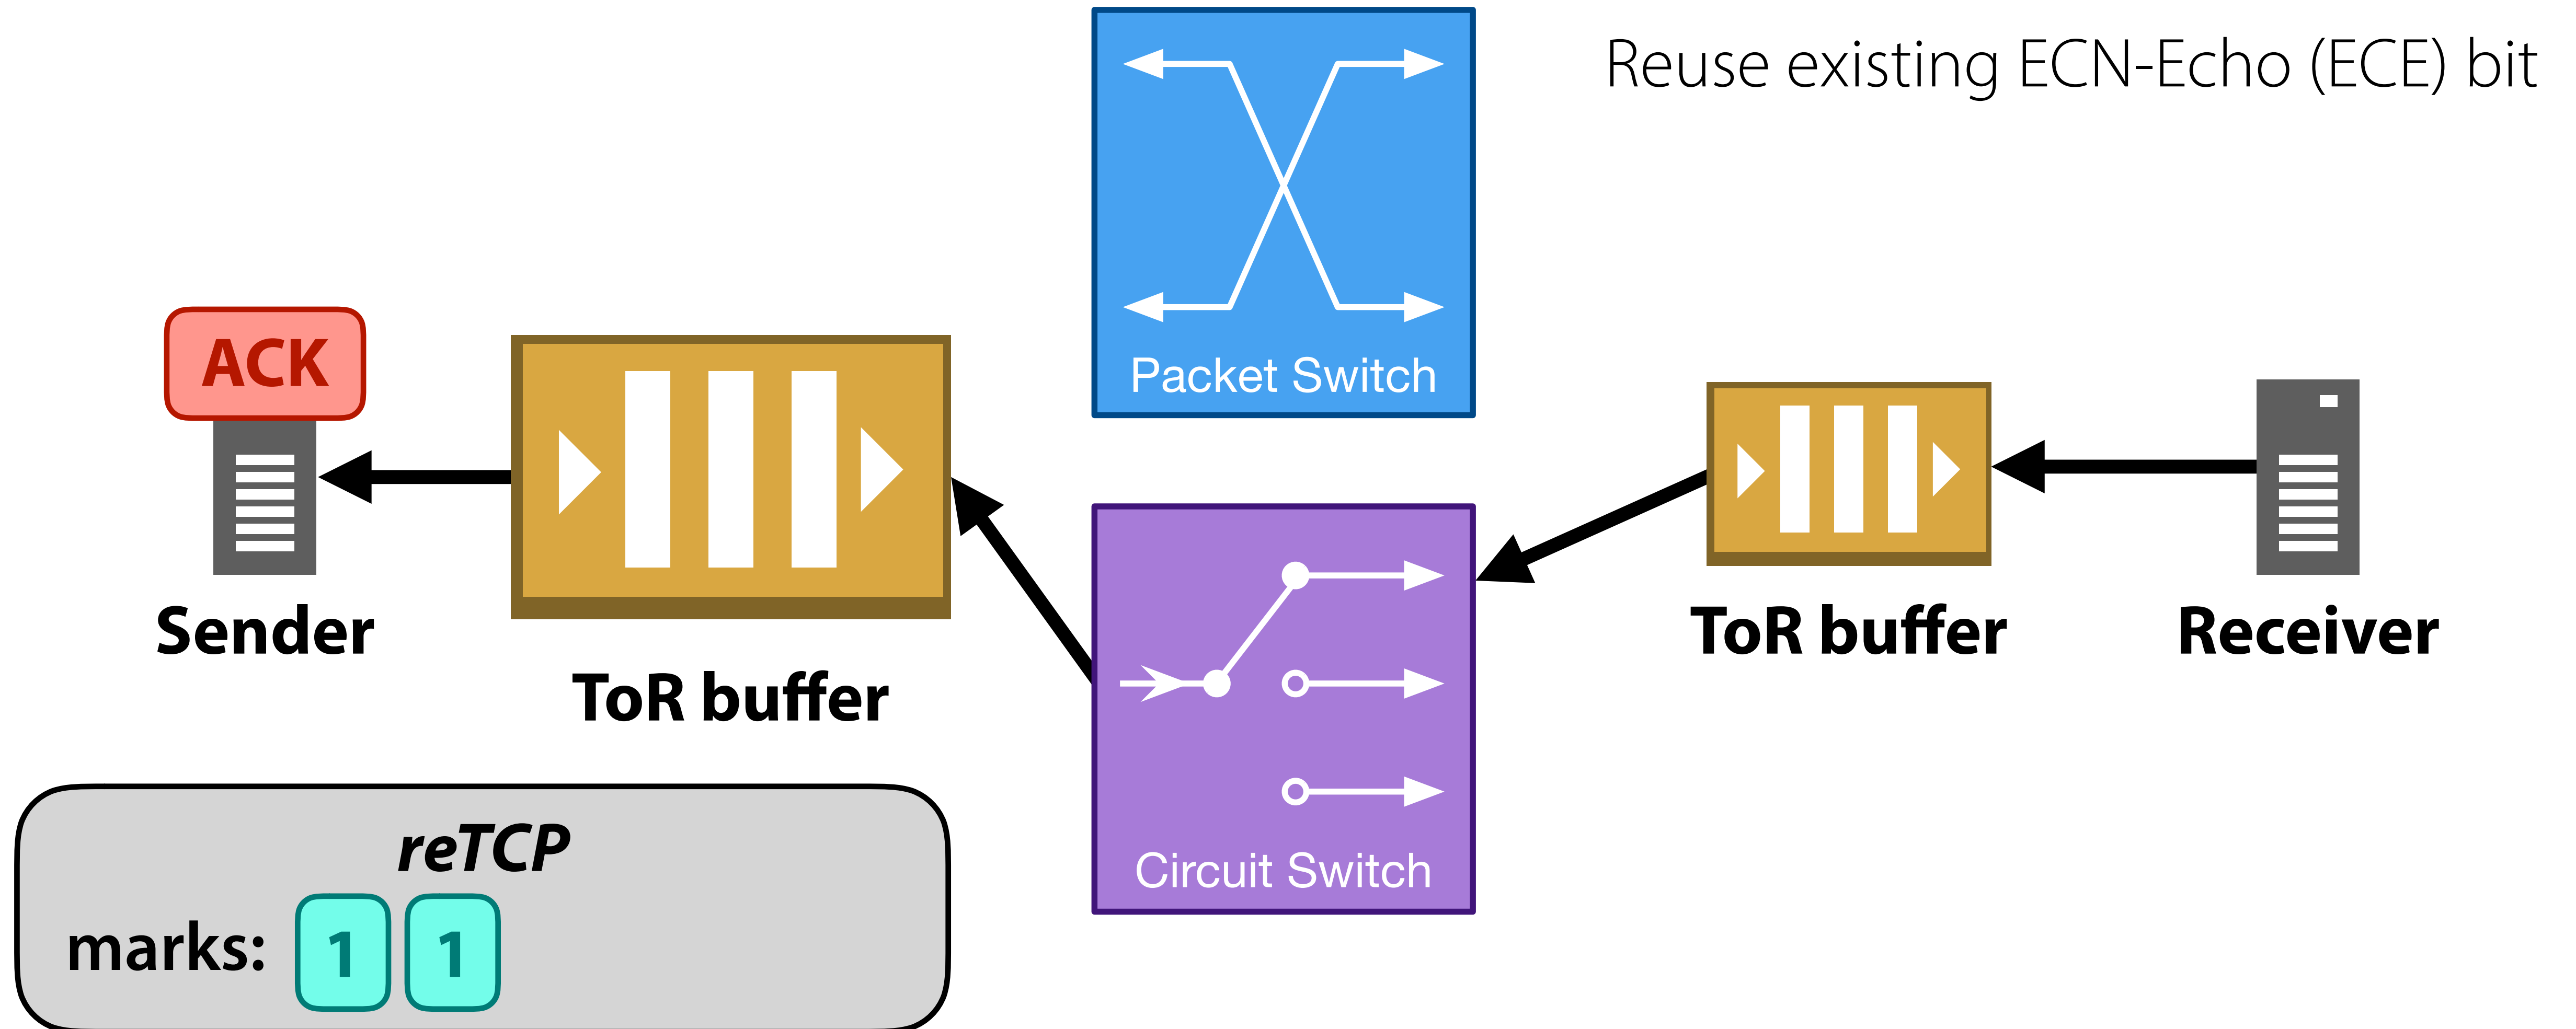 Reuse existing ECN-Echo (ECE) bit
Packet Switch
ACK
Sender
ToR buffer
ToR buffer
Receiver
Circuit Switch
reTCP
marks: 1 1